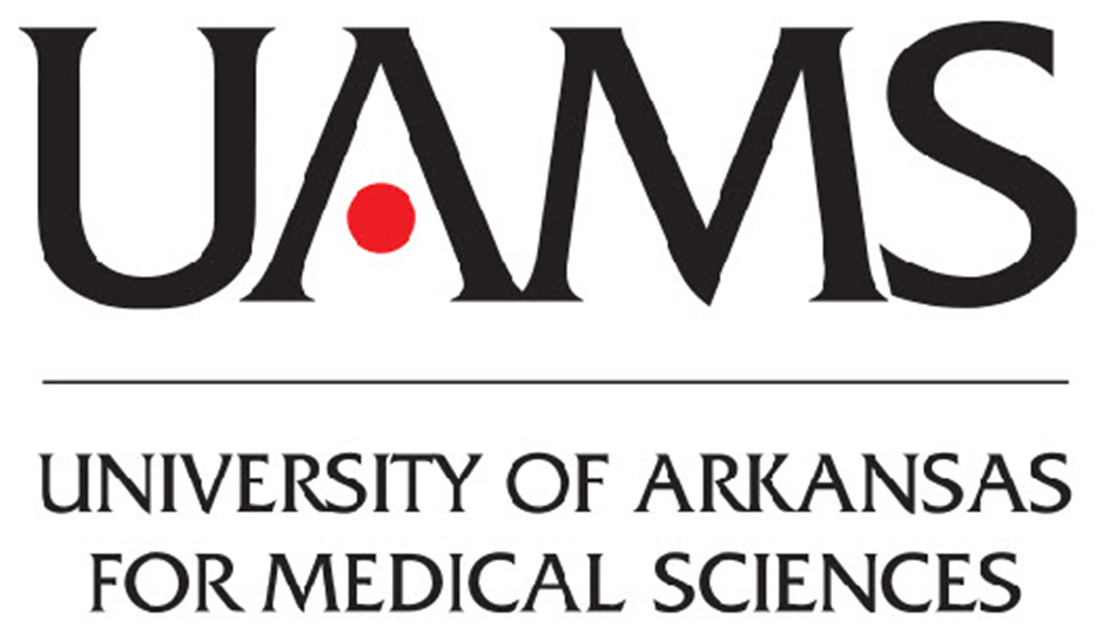 UAMS
UNIVERSITY OF ARKANSAS
FOR MEDICAL SCIENCES